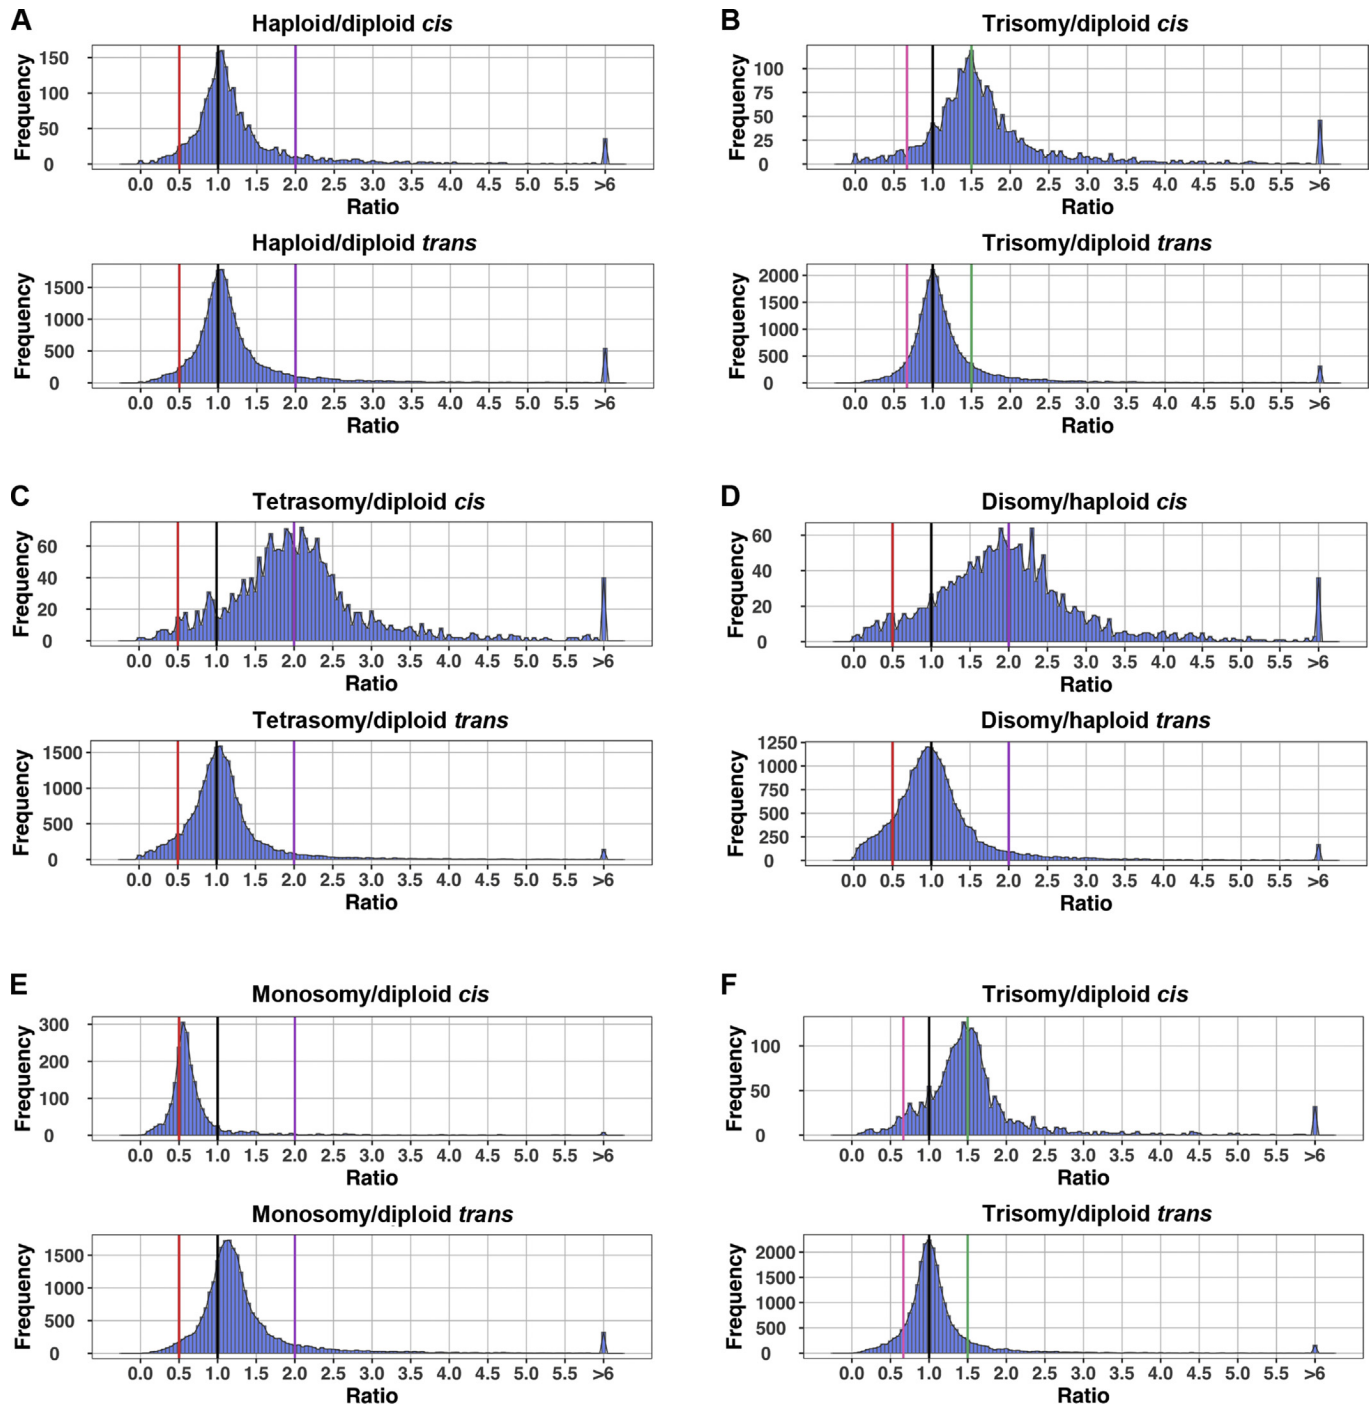 A
Haploid/diploid cis
Frequency
150
100
50
0
0.0 0.5 1.0 1.5 2.0 2.5 3.0 3.5 4.0 4.5 5.0 5.5 >6
Ratio
Haploid/diploid trans
Frequency
1500
1000
500
0
0.0 0.5 1.0 1.5 2.0 2.5 3.0 3.5 4.0 4.5 5.0 5.5 >6
Ratio
B
Trisomy/diploid cis
Frequency
100
75
50
25
0
0.0 0.5 1.0 1.5 2.0 2.5 3.0 3.5 4.0 4.5 5.0 5.5 >6
Ratio
Trisomy/diploid trans
Frequency
2000
1500
1000
500
0
0.0 0.5 1.0 1.5 2.0 2.5 3.0 3.5 4.0 4.5 5.0 5.5 >6
Ratio
C
Tetrasomy/diploid cis
Frequency
60
40
20
0
0.0 0.5 1.0 1.5 2.0 2.5 3.0 3.5 4.0 4.5 5.0 5.5 >6
Ratio
Tetrasomy/diploid trans
Frequency
1500
1000
500
0
0.0 0.5 1.0 1.5 2.0 2.5 3.0 3.5 4.0 4.5 5.0 5.5 >6
Ratio
D
Disomy/haploid cis
Frequency
60
40
20
0
0.0 0.5 1.0 1.5 2.0 2.5 3.0 3.5 4.0 4.5 5.0 5.5 >6
Ratio
Disomy/haploid trans
Frequency
1250
1000
750
500
250
0
0.0 0.5 1.0 1.5 2.0 2.5 3.0 3.5 4.0 4.5 5.0 5.5 >6
Ratio
E
Monosomy/diploid cis
Frequency
300
200
100
0
0.0 0.5 1.0 1.5 2.0 2.5 3.0 3.5 4.0 4.5 5.0 5.5 >6
Ratio
Monosomy/diploid trans
Frequency
1500
1000
500
0
0.0 0.5 1.0 1.5 2.0 2.5 3.0 3.5 4.0 4.5 5.0 5.5 >6
Ratio
F
Trisomy/diploid cis
Frequency
100
50
0
0.0 0.5 1.0 1.5 2.0 2.5 3.0 3.5 4.0 4.5 5.0 5.5 >6
Ratio
Trisomy/diploid trans
Frequency
2000
1500
1000
500
0
0.0 0.5 1.0 1.5 2.0 2.5 3.0 3.5 4.0 4.5 5.0 5.5 >6
Ratio